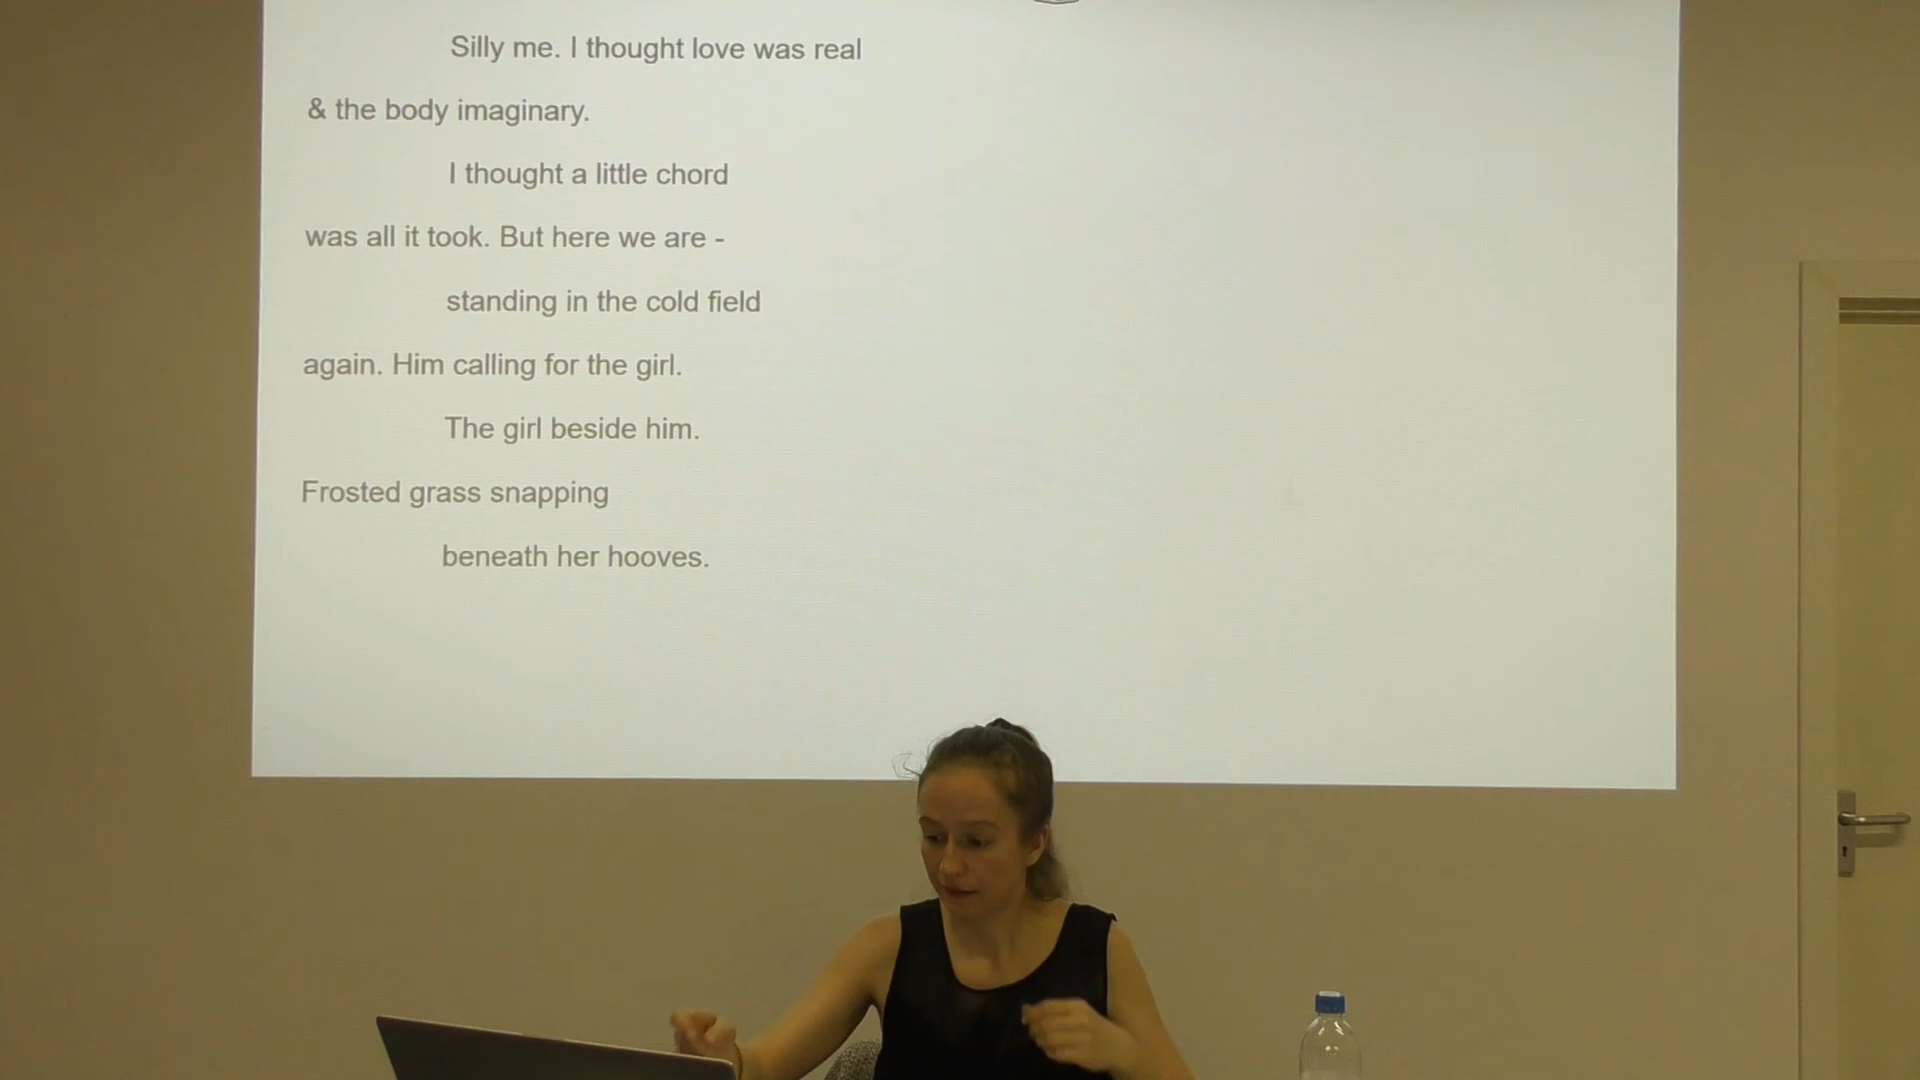 Silly me. I thought love was real
& the body imaginary.
I thought a little chord
was all it took. But here we are -
standing in the cold field
again. Him calling for the girl.
The girl beside him.
Frosted grass snapping
beneath her hooves.